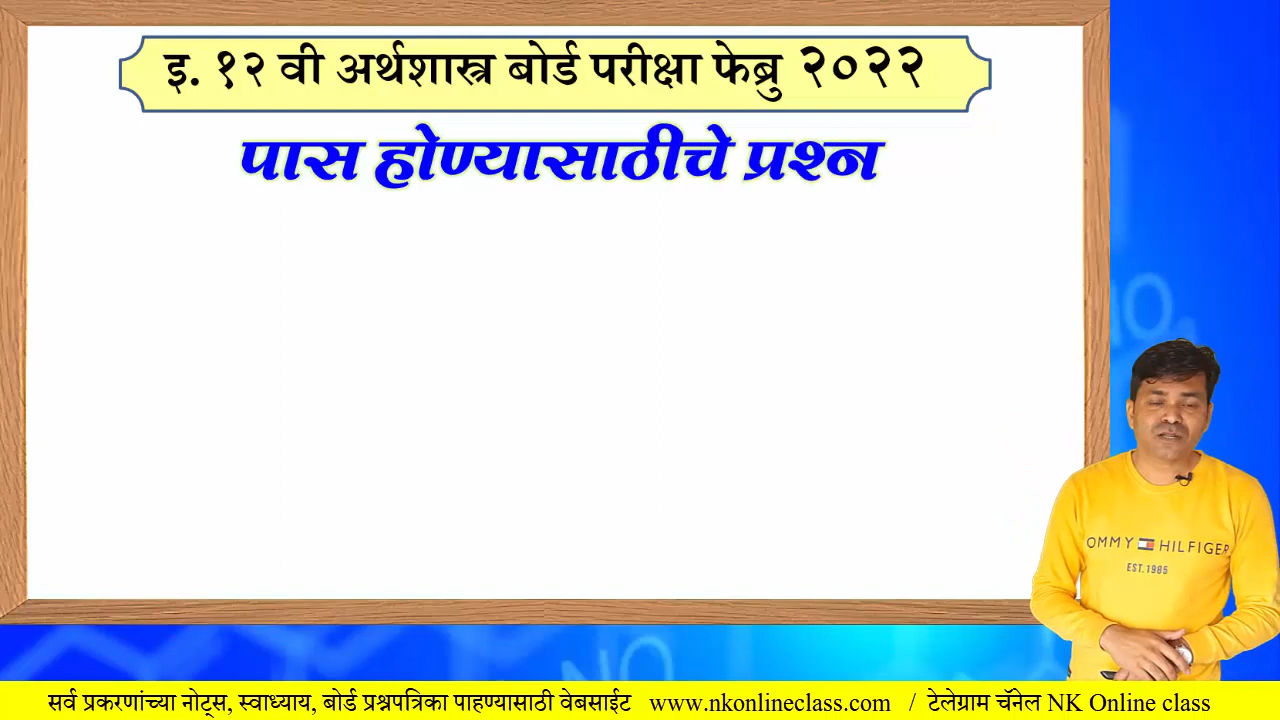 इ. १२ वी अर्थशास्त्र बोर्ड परीक्षा फेब्रु २०२२
पास होण्यासाठीचे प्रश्न
OMMY HILFIGER
EST. 1985
सर्व प्रकरणांच्या नोट्स, स्वाध्याय, बोर्ड प्रश्नपत्रिका पाहण्यासाठी वेबसाईट www.nkonlineclass.com / टेलेग्राम चॅनेल NK Online class